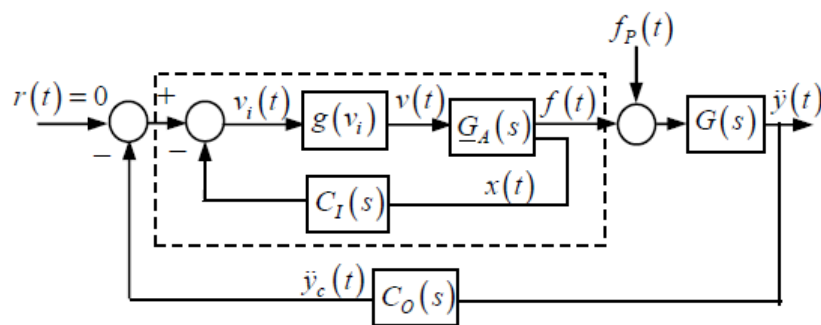 f_P(t)
r(t)=0
+
−
v_i(t)
g(v_i)
v(t)
G_A(s)
f(t)
G(s)
ÿ(t)
−
C_I(s)
x(t)
ÿ_c(t)
C_O(s)